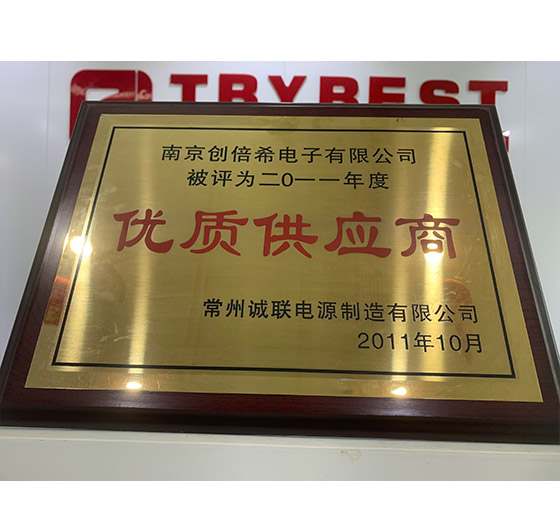 TRYBEST
南京创倍希电子有限公司
被评为二0一一年度
优质供应商
常州诚联电源制造有限公司
2011年10月